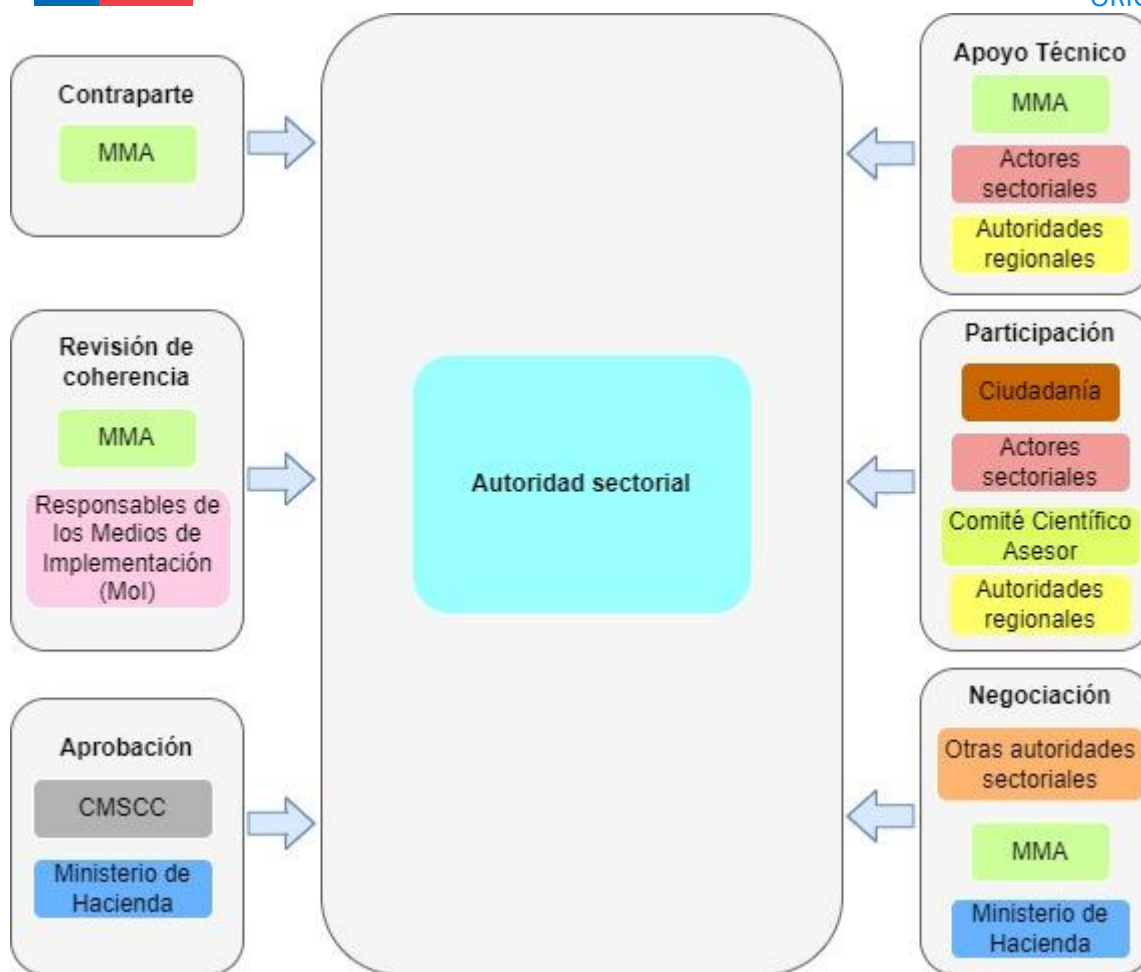 Contraparte
MMA
Revisión de
coherencia
MMA
Responsables de
los Medios de
Implementación
(MoI)
Aprobación
CMSCC
Ministerio de
Hacienda
Autoridad sectorial
Apoyo Técnico
MMA
Actores
sectoriales
Autoridades
regionales
Participación
Ciudadanía
Actores
sectoriales
Comité Científico
Asesor
Autoridades
regionales
Negociación
Otras autoridades
sectoriales
MMA
Ministerio de
Hacienda